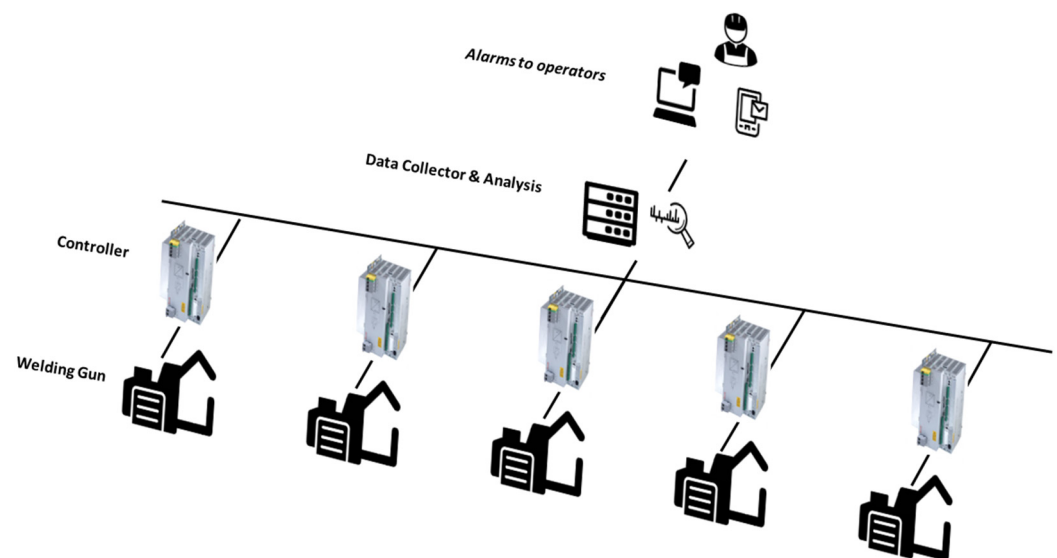 Alarms to operators
Data Collector & Analysis
Controller
Welding Gun